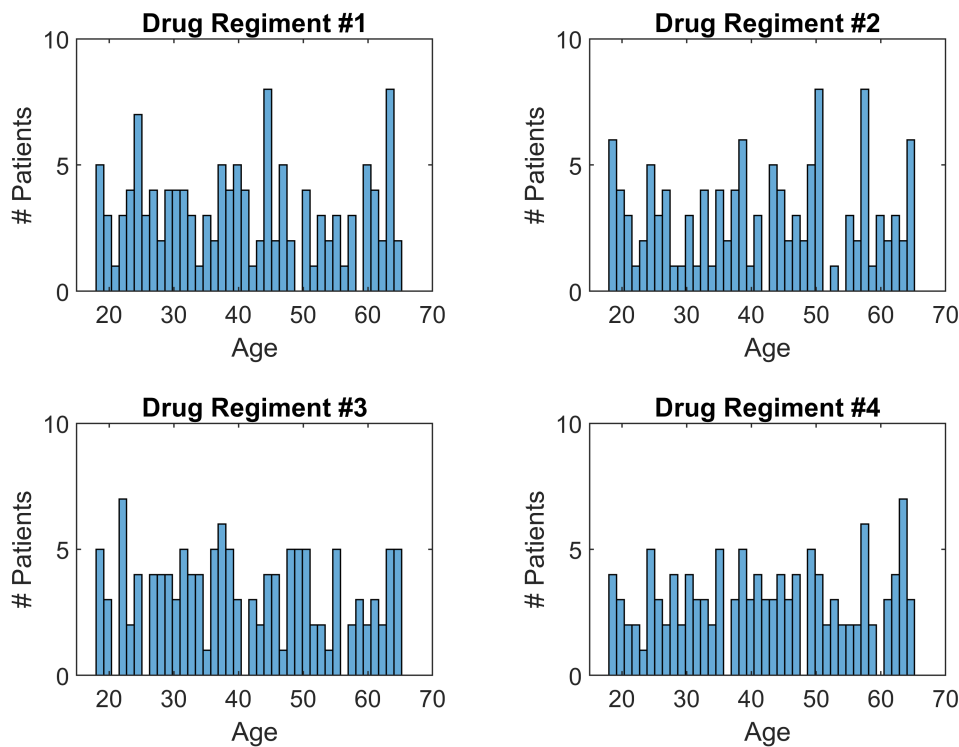 Drug Regiment #1
10
5
0
# Patients
20 30 40 50 60 70
Age
Drug Regiment #2
10
5
0
# Patients
20 30 40 50 60 70
Age
Drug Regiment #3
10
5
0
# Patients
20 30 40 50 60 70
Age
Drug Regiment #4
10
5
0
# Patients
20 30 40 50 60 70
Age